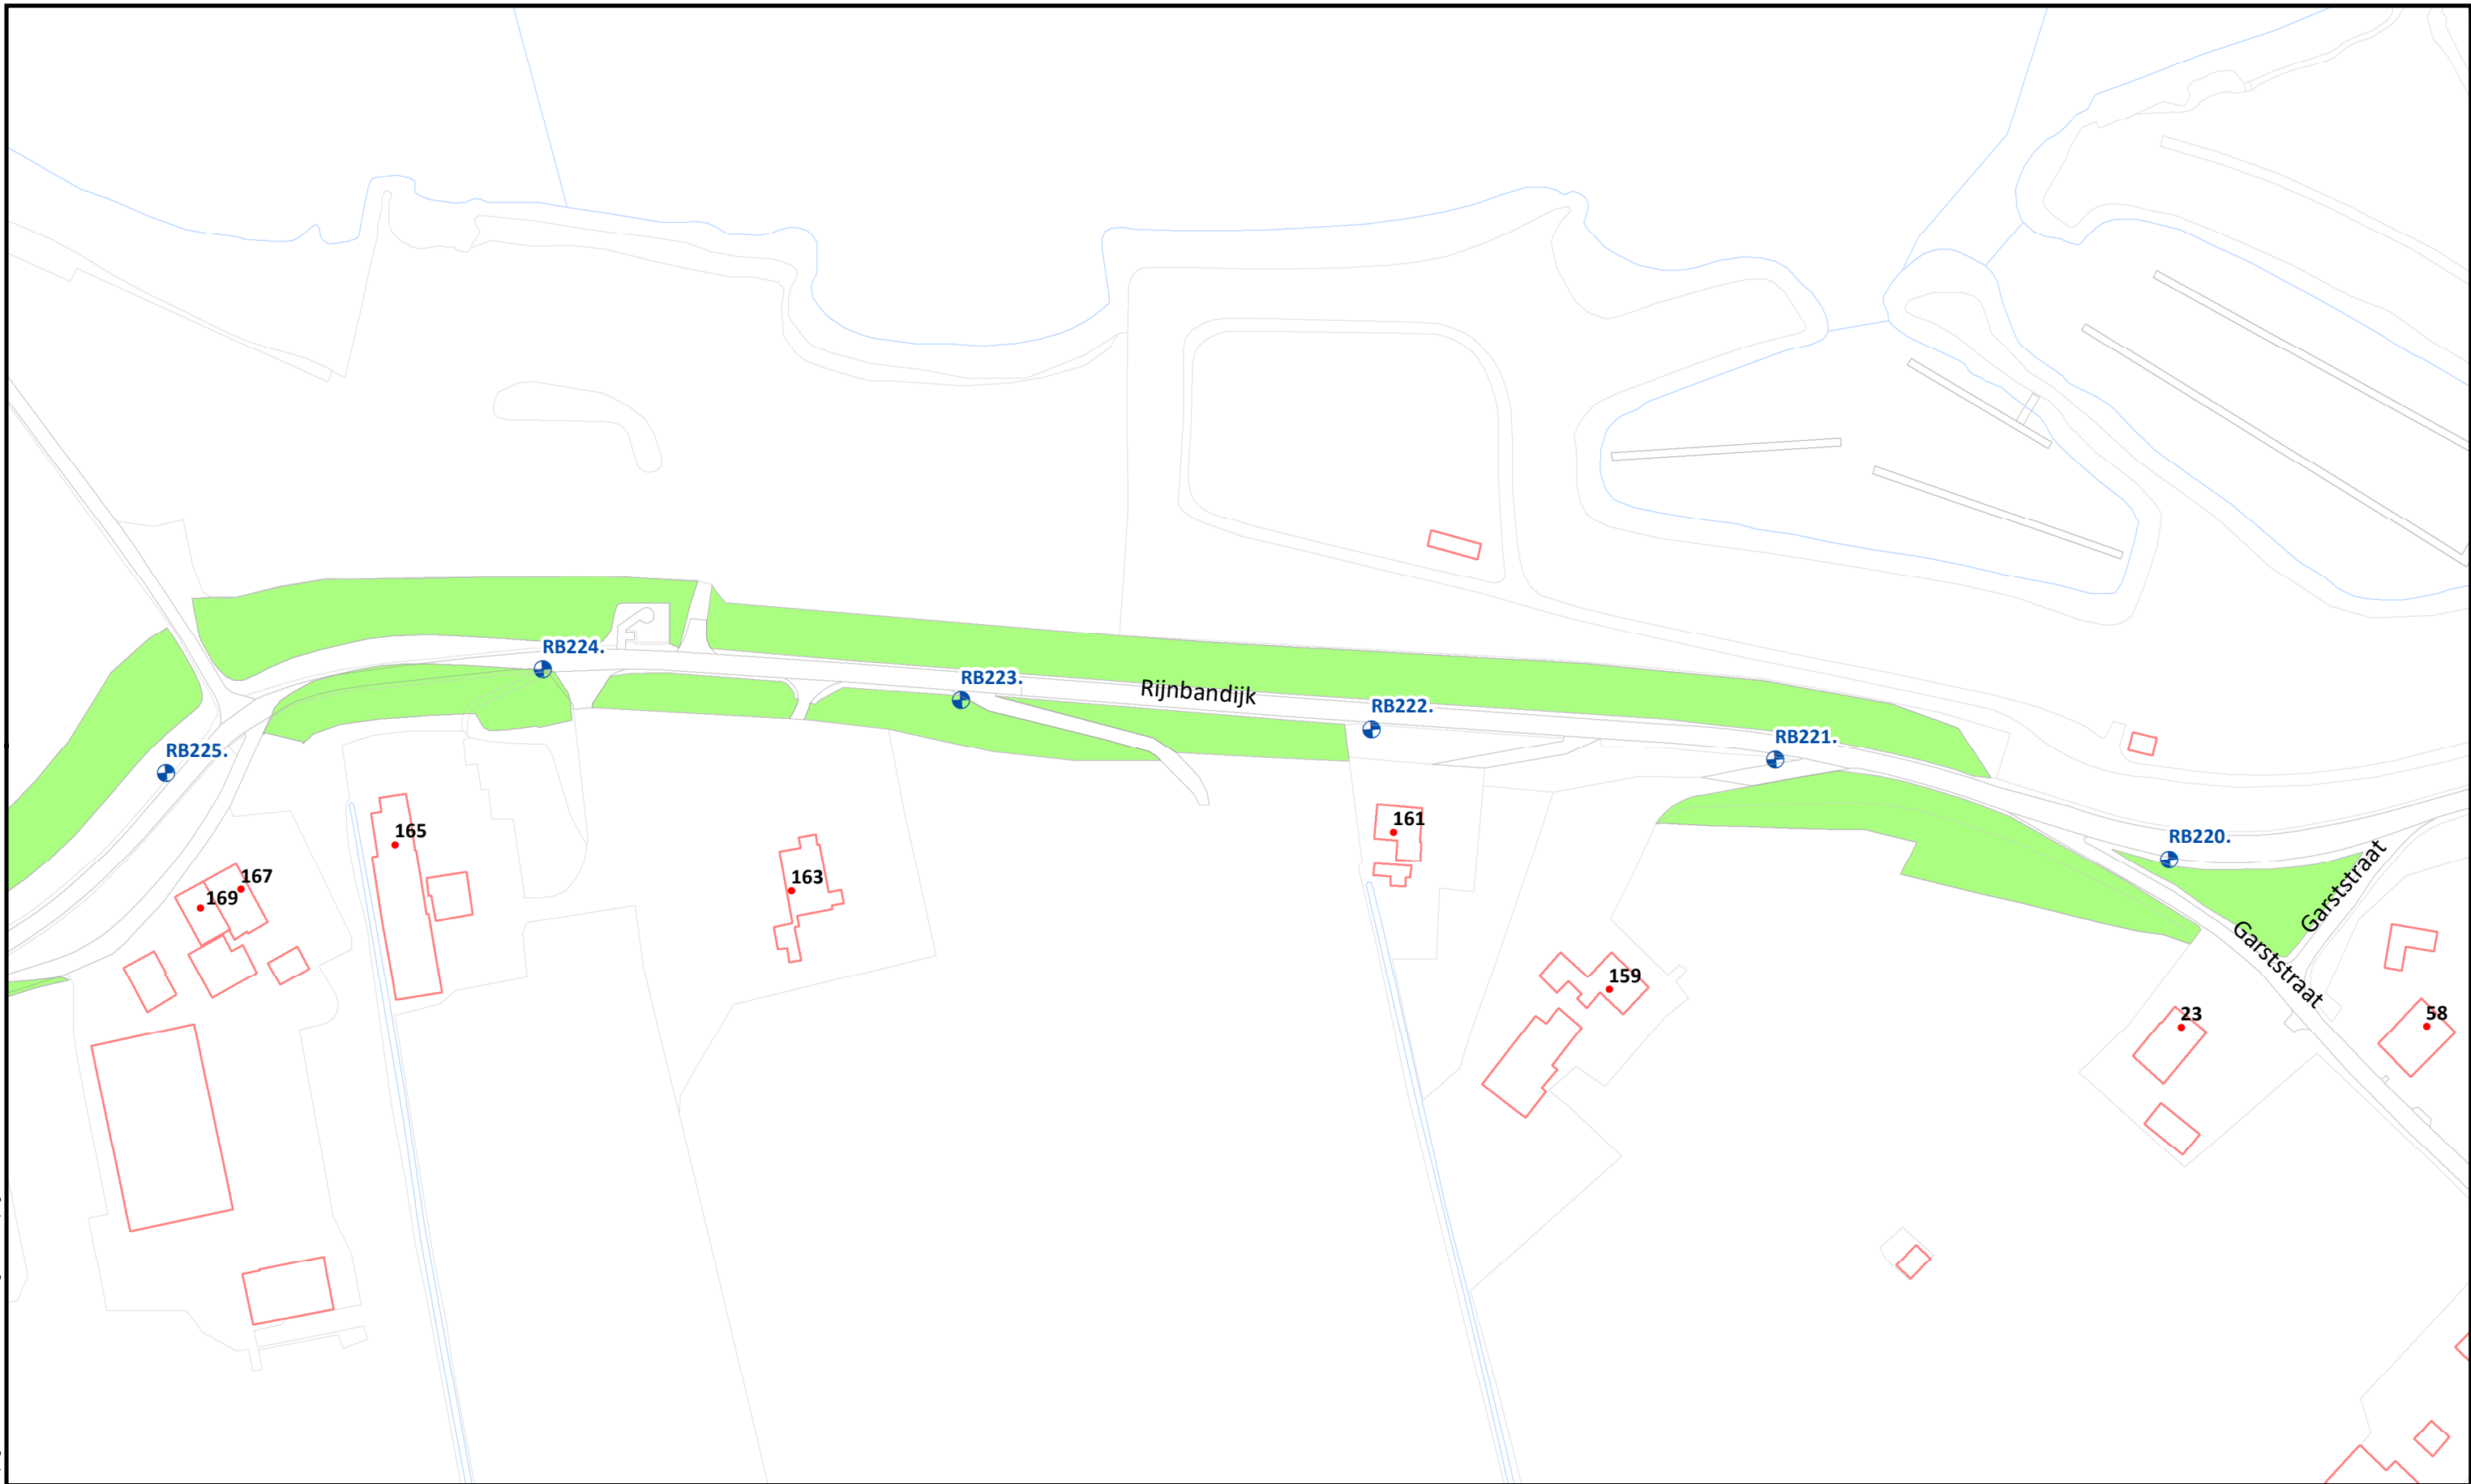 RB224.
RB223.
Rijnbandijk
RB222.
RB221.
RB225.
RB220.
165
163
161
167
169
159
Garststraat
Garststraat
23
58